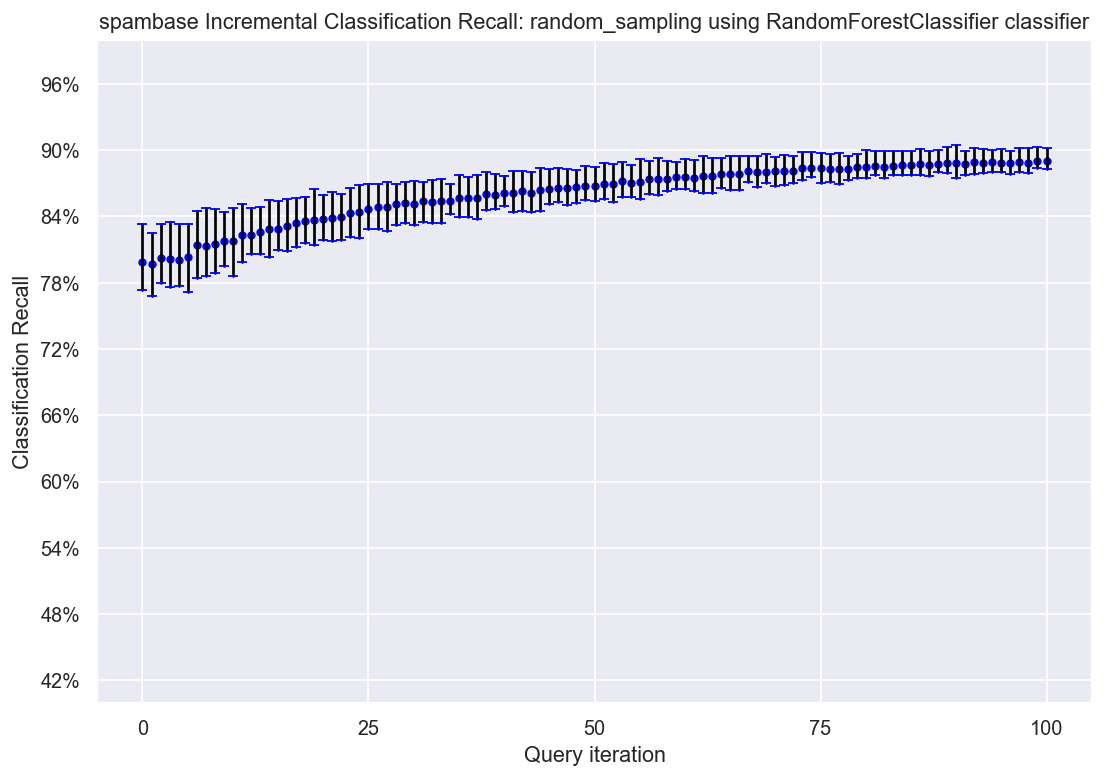 spambase Incremental Classification Recall: random_sampling using RandomForestClassifier classifier
96%
90%
84%
78%
72%
66%
60%
54%
48%
42%
Classification Recall
0 25 50 75 100
Query iteration